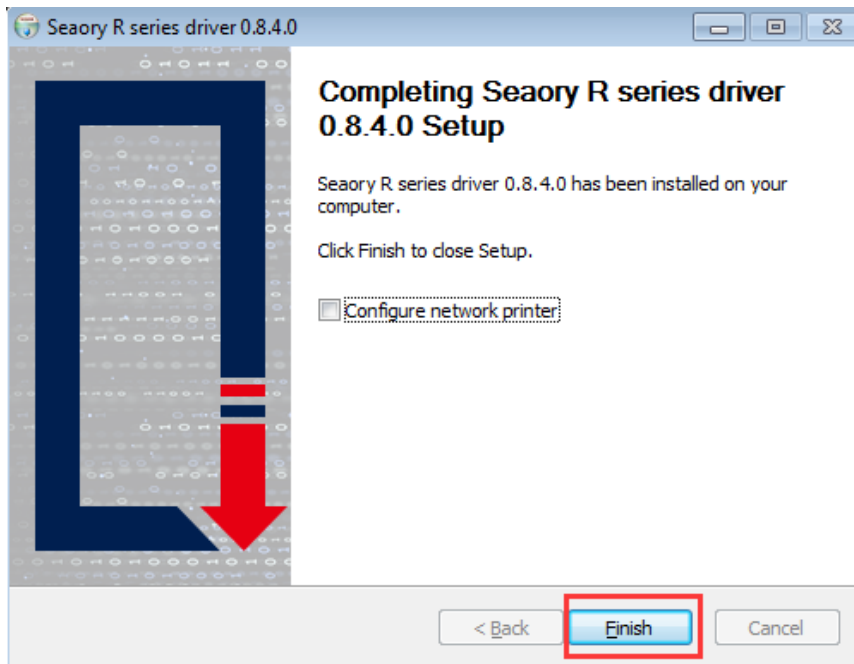 Seaory R series driver 0.8.4.0
Completing Seaory R series driver
0.8.4.0 Setup
Seaory R series driver 0.8.4.0 has been installed on your
computer.
Click Finish to close Setup.
Configure network printer
< Back
Finish
Cancel